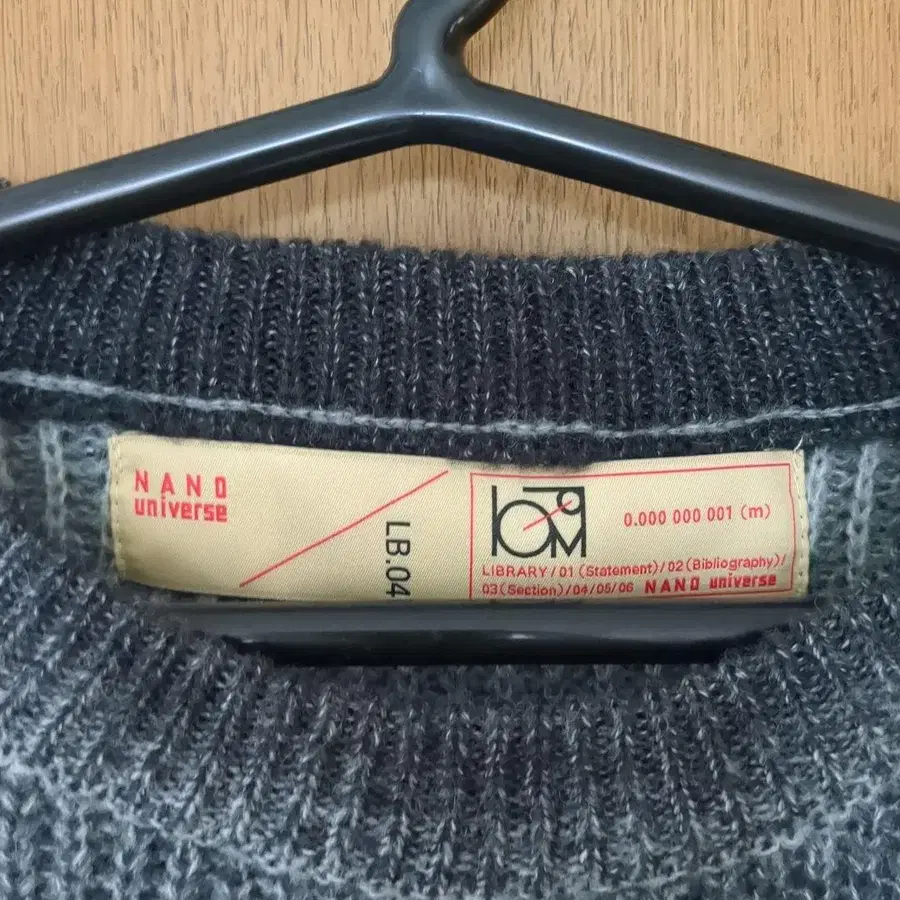 NANO
universe
LB.04
0.000 000 001 (m)
LIBRARY/01 (Statement)/02 (Bibliography)/
03(Section)/04/05/06 NANO universe